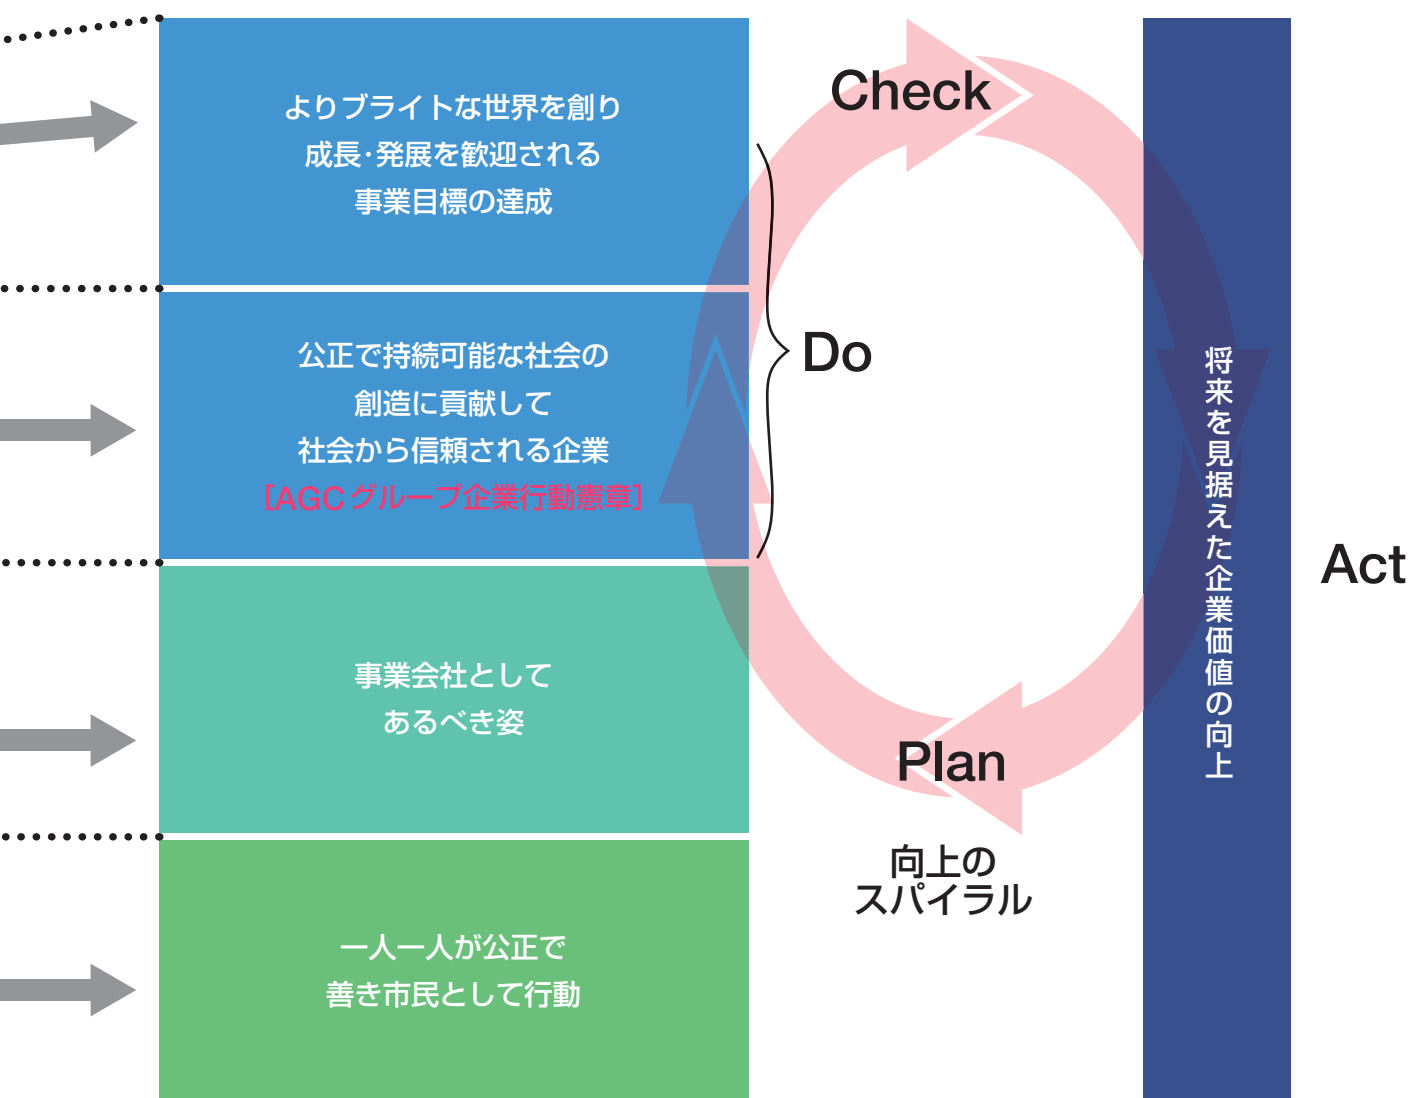 よりブライトな世界を創り
成長・発展を歓迎される
事業目標の達成
公正で持続可能な社会の
創造に貢献して
社会から信頼される企業
［AGCグループ企業行動憲章］
事業会社として
あるべき姿
一人一人が公正で
善き市民として行動
Check
Do
Plan
向上の
スパイラル
将来を見据えた企業価値の向上
Act